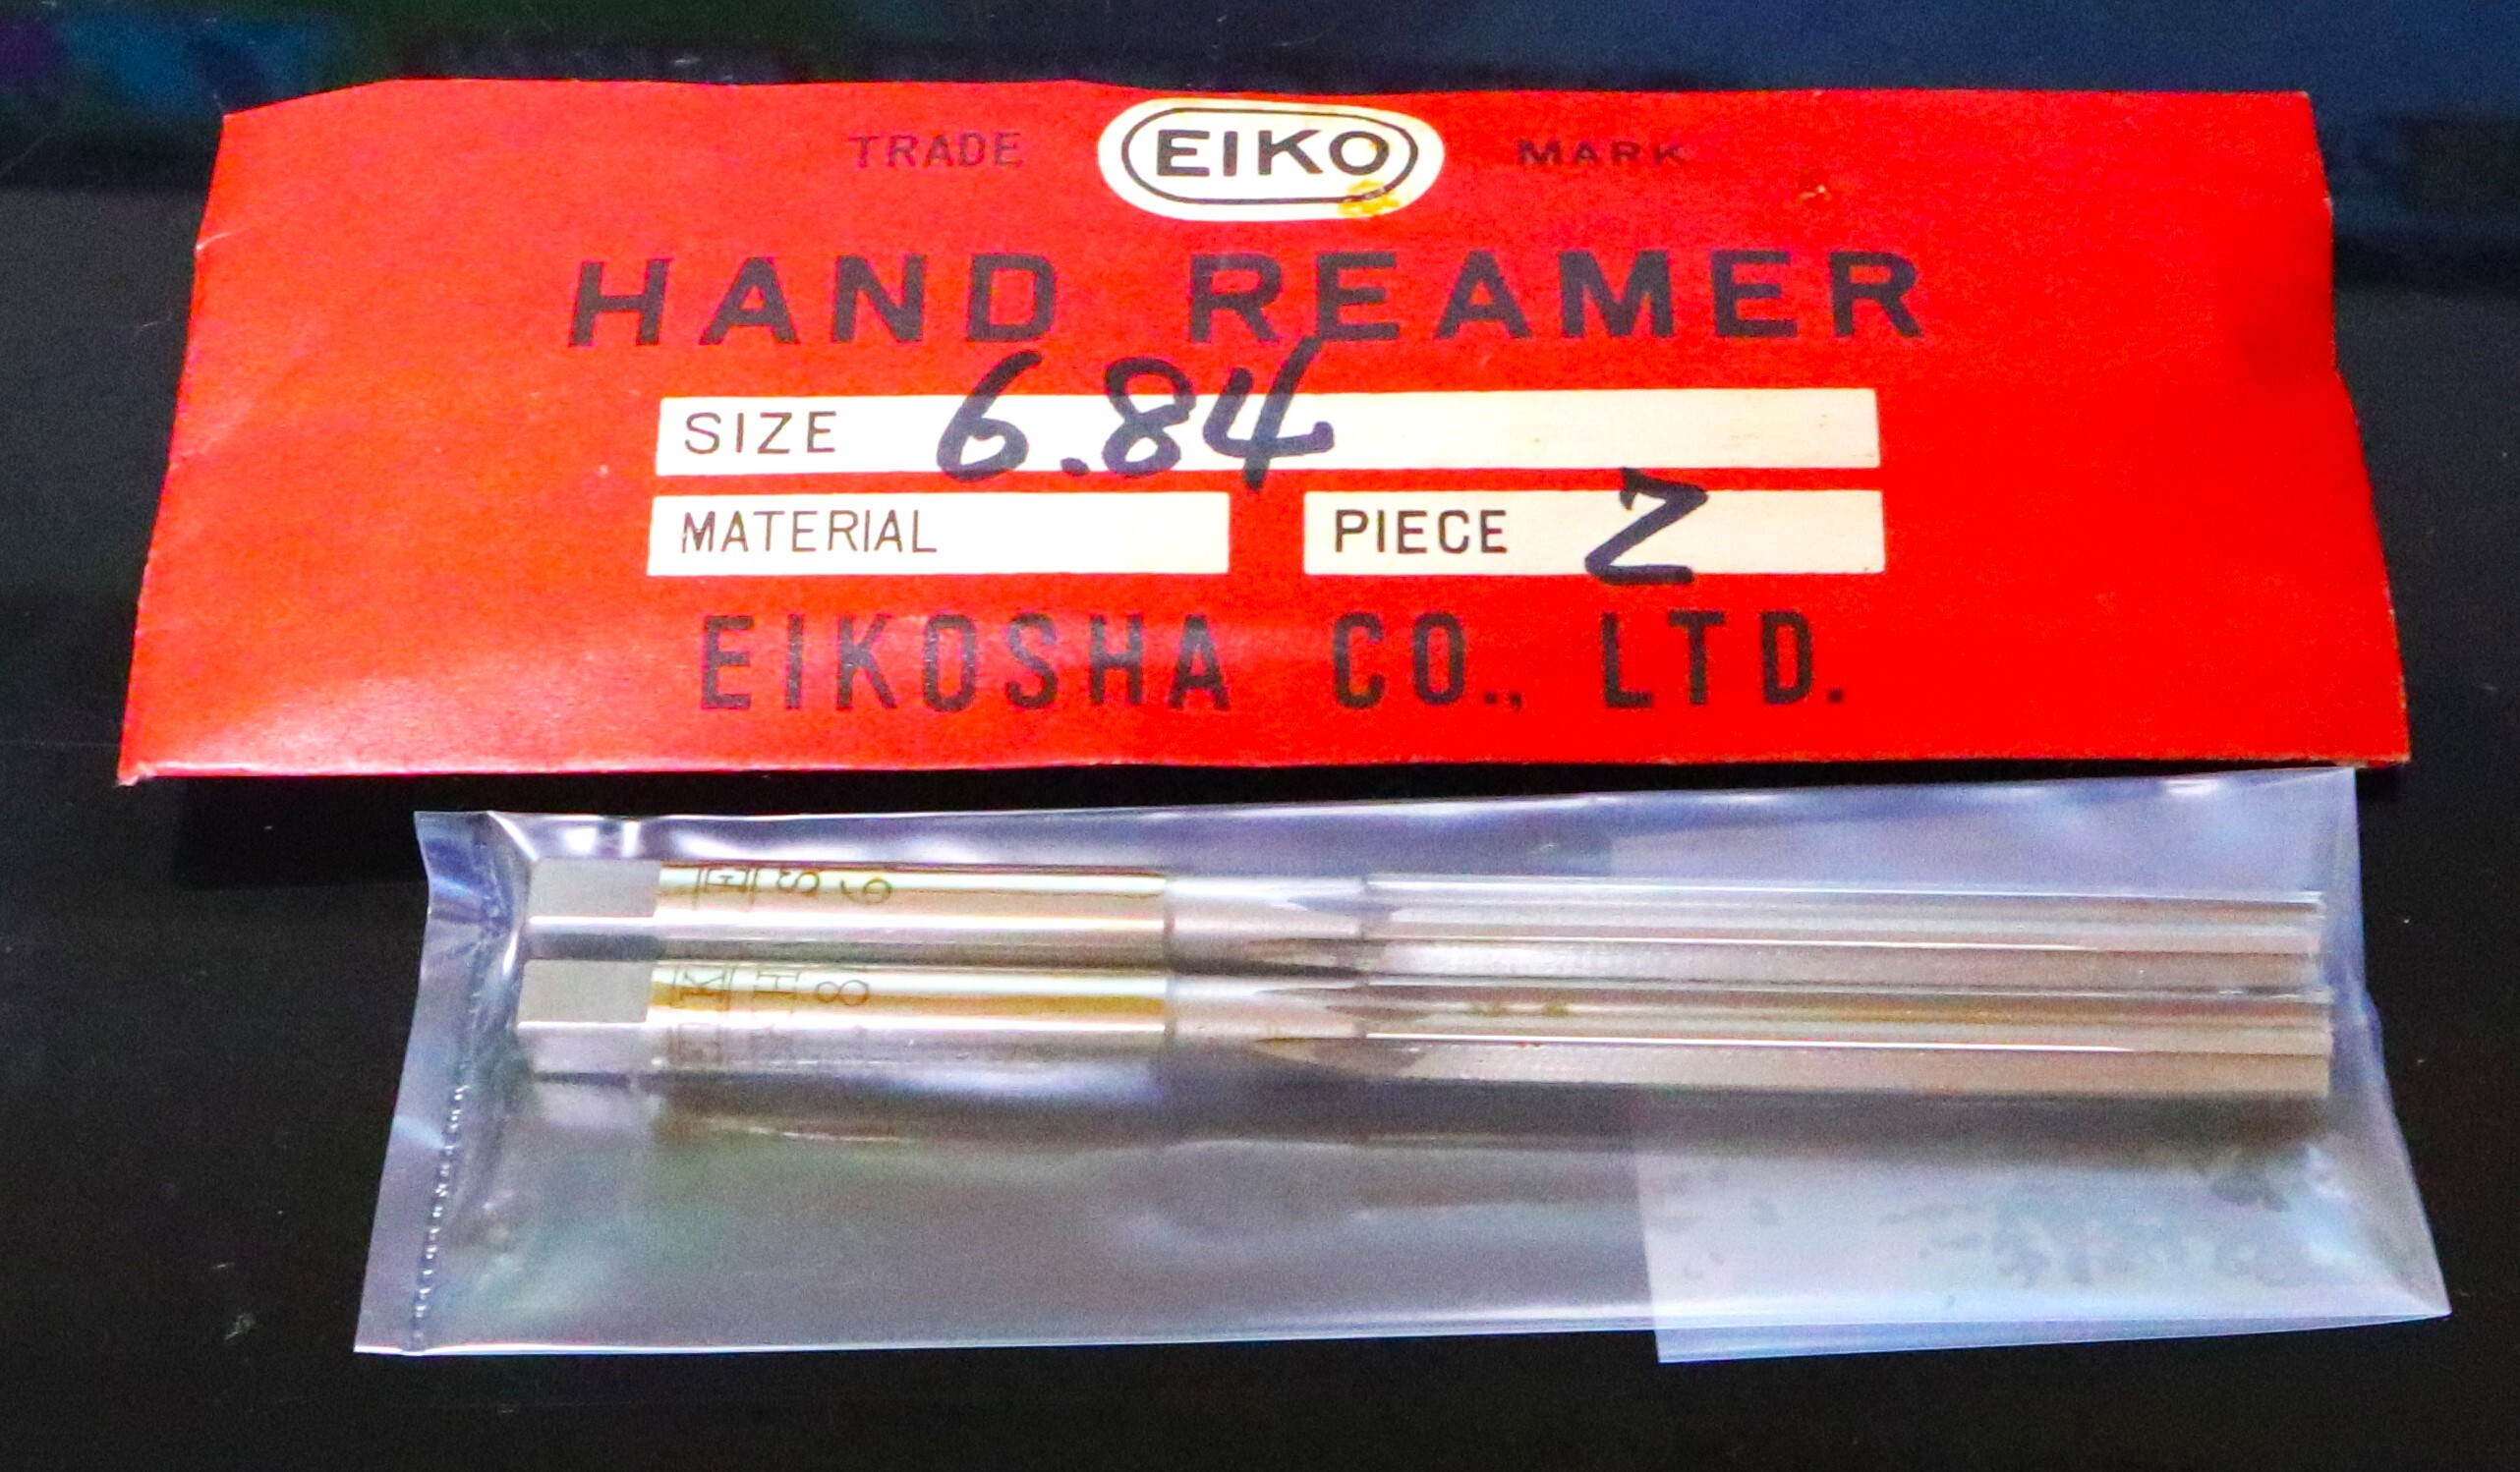 TRADE EIKO MARK
HAND REAMER
SIZE 6.84
MATERIAL PIECE 2
EIKOSHA CO., LTD.